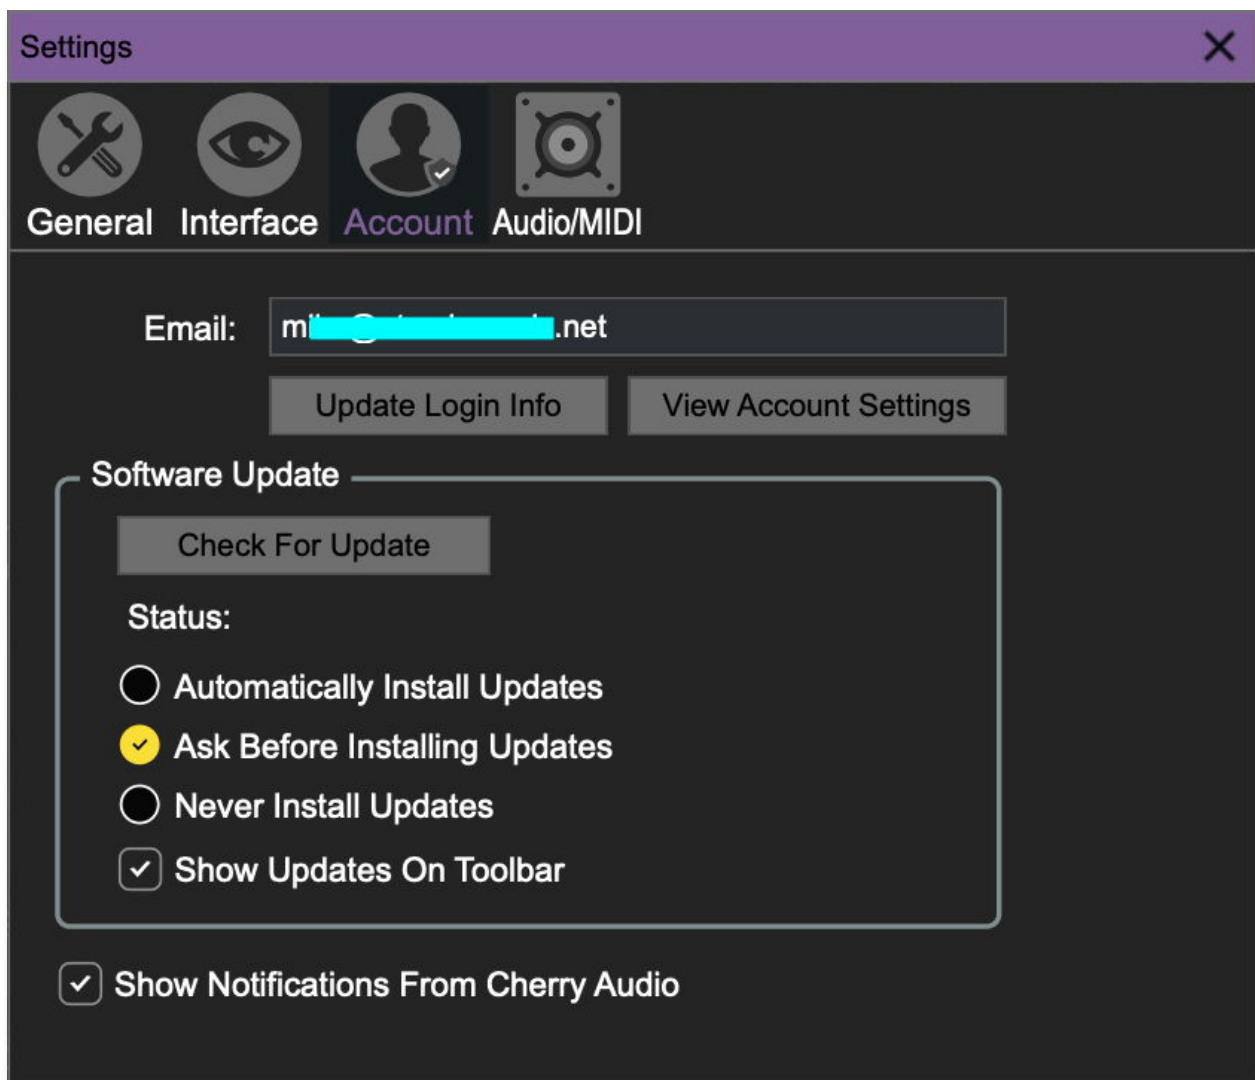 Settings
General Interface Account Audio/MIDI
Email: .net
Update Login Info View Account Settings
Software Update
Check For Update
Status:
Automatically Install Updates
Ask Before Installing Updates
Never Install Updates
Show Updates On Toolbar
Show Notifications From Cherry Audio